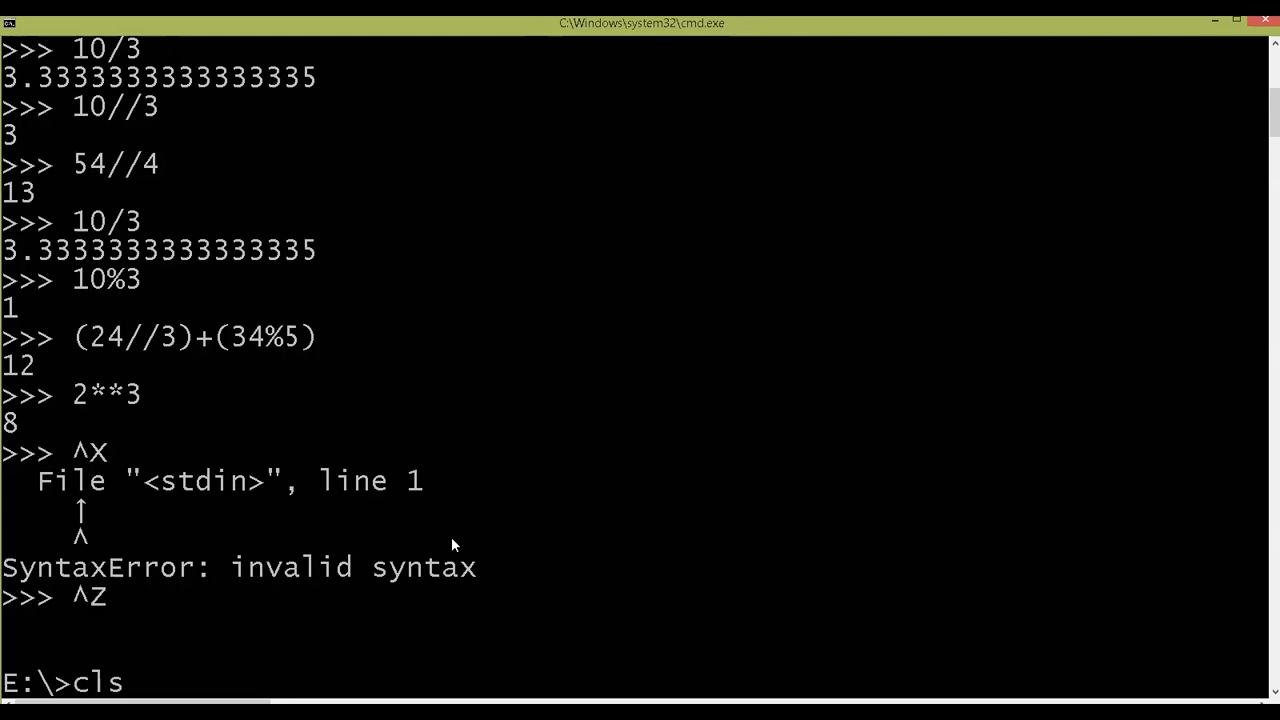 C:\Windows\system32\cmd.exe
>>> 10/3
3.3333333333333335
>>> 10//3
3
>>> 54//4
13
>>> 10/3
3.3333333333333335
>>> 10%3
1
>>> (24//3)+(34%5)
12
>>> 2**3
8
>>> ^X
File "<stdin>", line 1
↑
^
SyntaxError: invalid syntax
>>> ^Z
E:\>cls